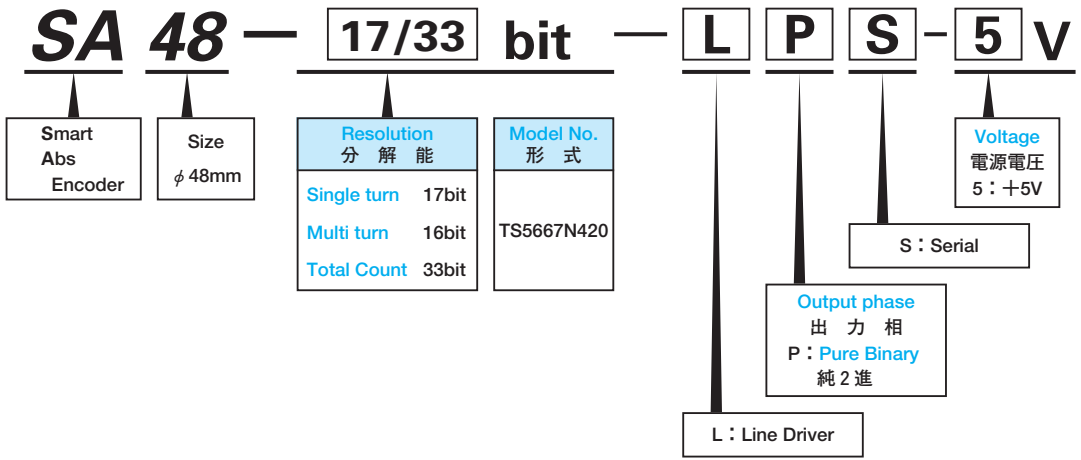 SA 48 — 17/33 bit — L P S - 5 V
Smart
Abs
Encoder
Size
φ 48mm
Resolution
分 解 能
Single turn 17bit
Multi turn 16bit
Total Count 33bit
Model No.
形 式
TS5667N420
Voltage
電源電圧
5：＋5V
S：Serial
Output phase
出 力 相
P：Pure Binary
純 2 進
L：Line Driver